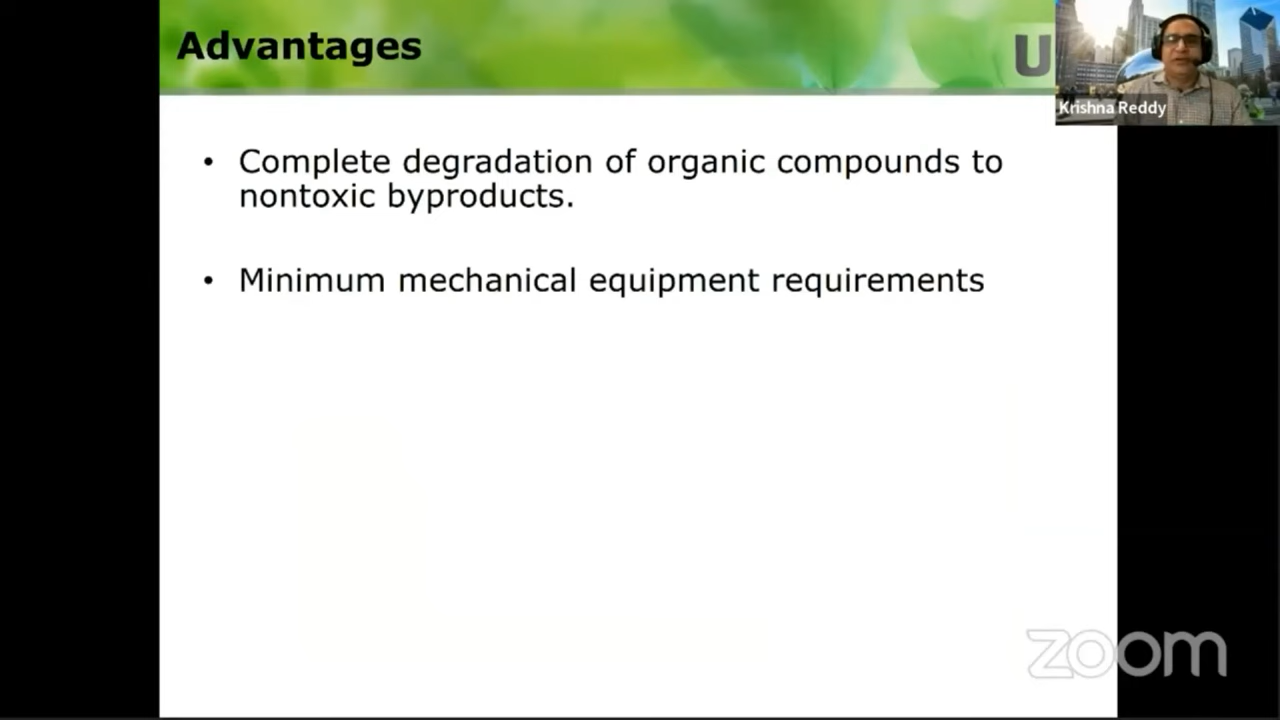 Advantages
U
Krishna Reddy
• Complete degradation of organic compounds to
nontoxic byproducts.
• Minimum mechanical equipment requirements
zoom